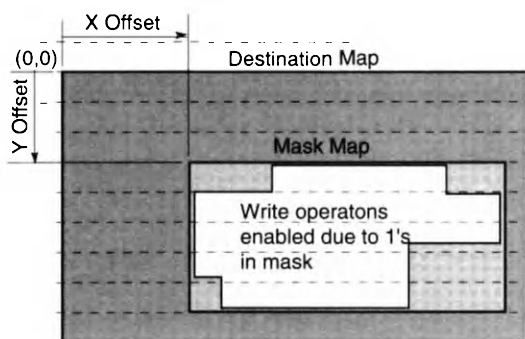 X Offset
(0,0)
Destination Map
Y Offset
Mask Map
Write operatons
enabled due to 1's
in mask